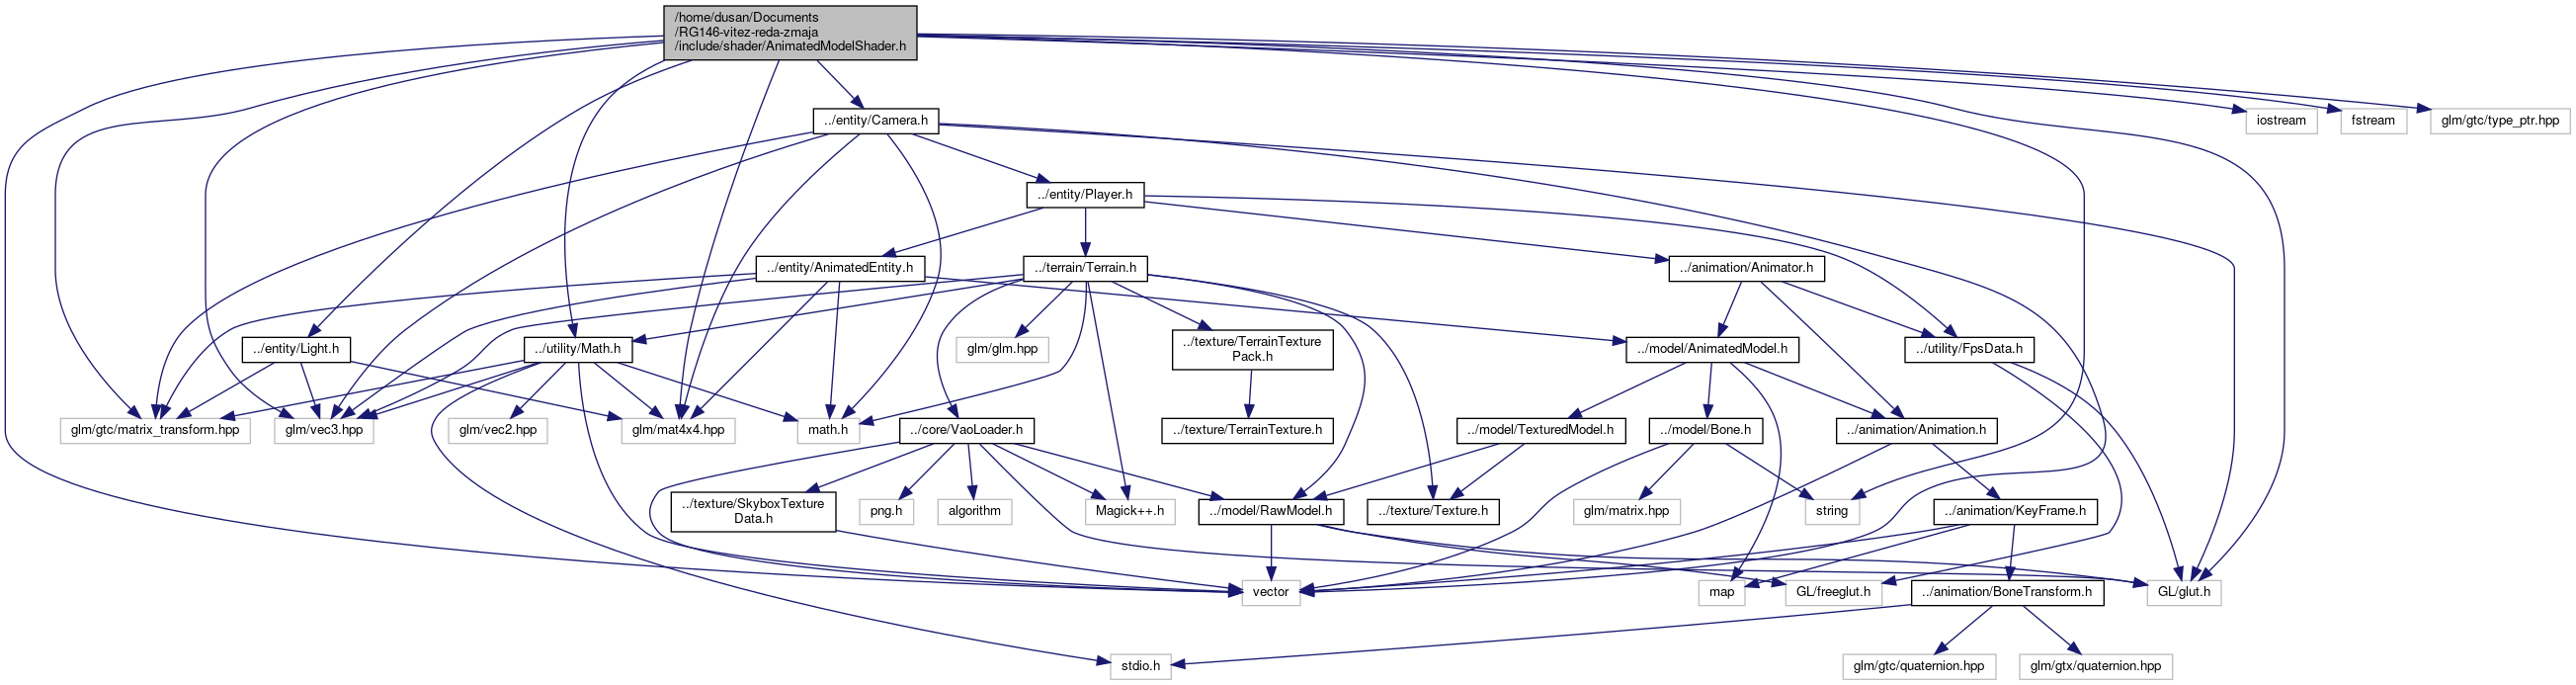 /home/dusan/Documents
/RG146-vitez-reda-zmaja
/include/shader/AnimatedModelShader.h
../entity/Camera.h
iostream
fstream
glm/gtc/type_ptr.hpp
../entity/Player.h
../entity/AnimatedEntity.h
../terrain/Terrain.h
../animation/Animator.h
../entity/Light.h
../utility/Math.h
glm/glm.hpp
../texture/TerrainTexture
Pack.h
../model/AnimatedModel.h
../utility/FpsData.h
glm/gtc/matrix_transform.hpp
glm/vec3.hpp
glm/vec2.hpp
glm/mat4x4.hpp
math.h
../core/VaoLoader.h
../texture/TerrainTexture.h
../model/TexturedModel.h
../model/Bone.h
../animation/Animation.h
../texture/SkyboxTexture
Data.h
png.h
algorithm
Magick++.h
../model/RawModel.h
../texture/Texture.h
glm/matrix.hpp
string
../animation/KeyFrame.h
vector
map
GL/freeglut.h
../animation/BoneTransform.h
GL/glut.h
stdio.h
glm/gtc/quaternion.hpp
glm/gtx/quaternion.hpp